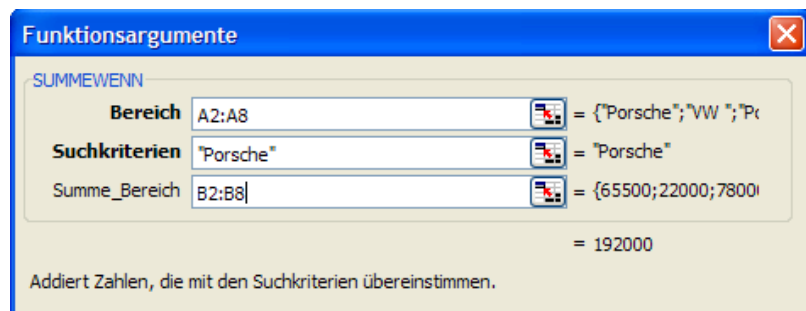 Funktionsargumente
SUMMEWENN
Bereich A2:A8 = {"Porsche";"VW ";"Po
Suchkriterien "Porsche" = "Porsche"
Summe_Bereich B2:B8 = {65500;22000;78000
= 192000
Addiert Zahlen, die mit den Suchkriterien übereinstimmen.